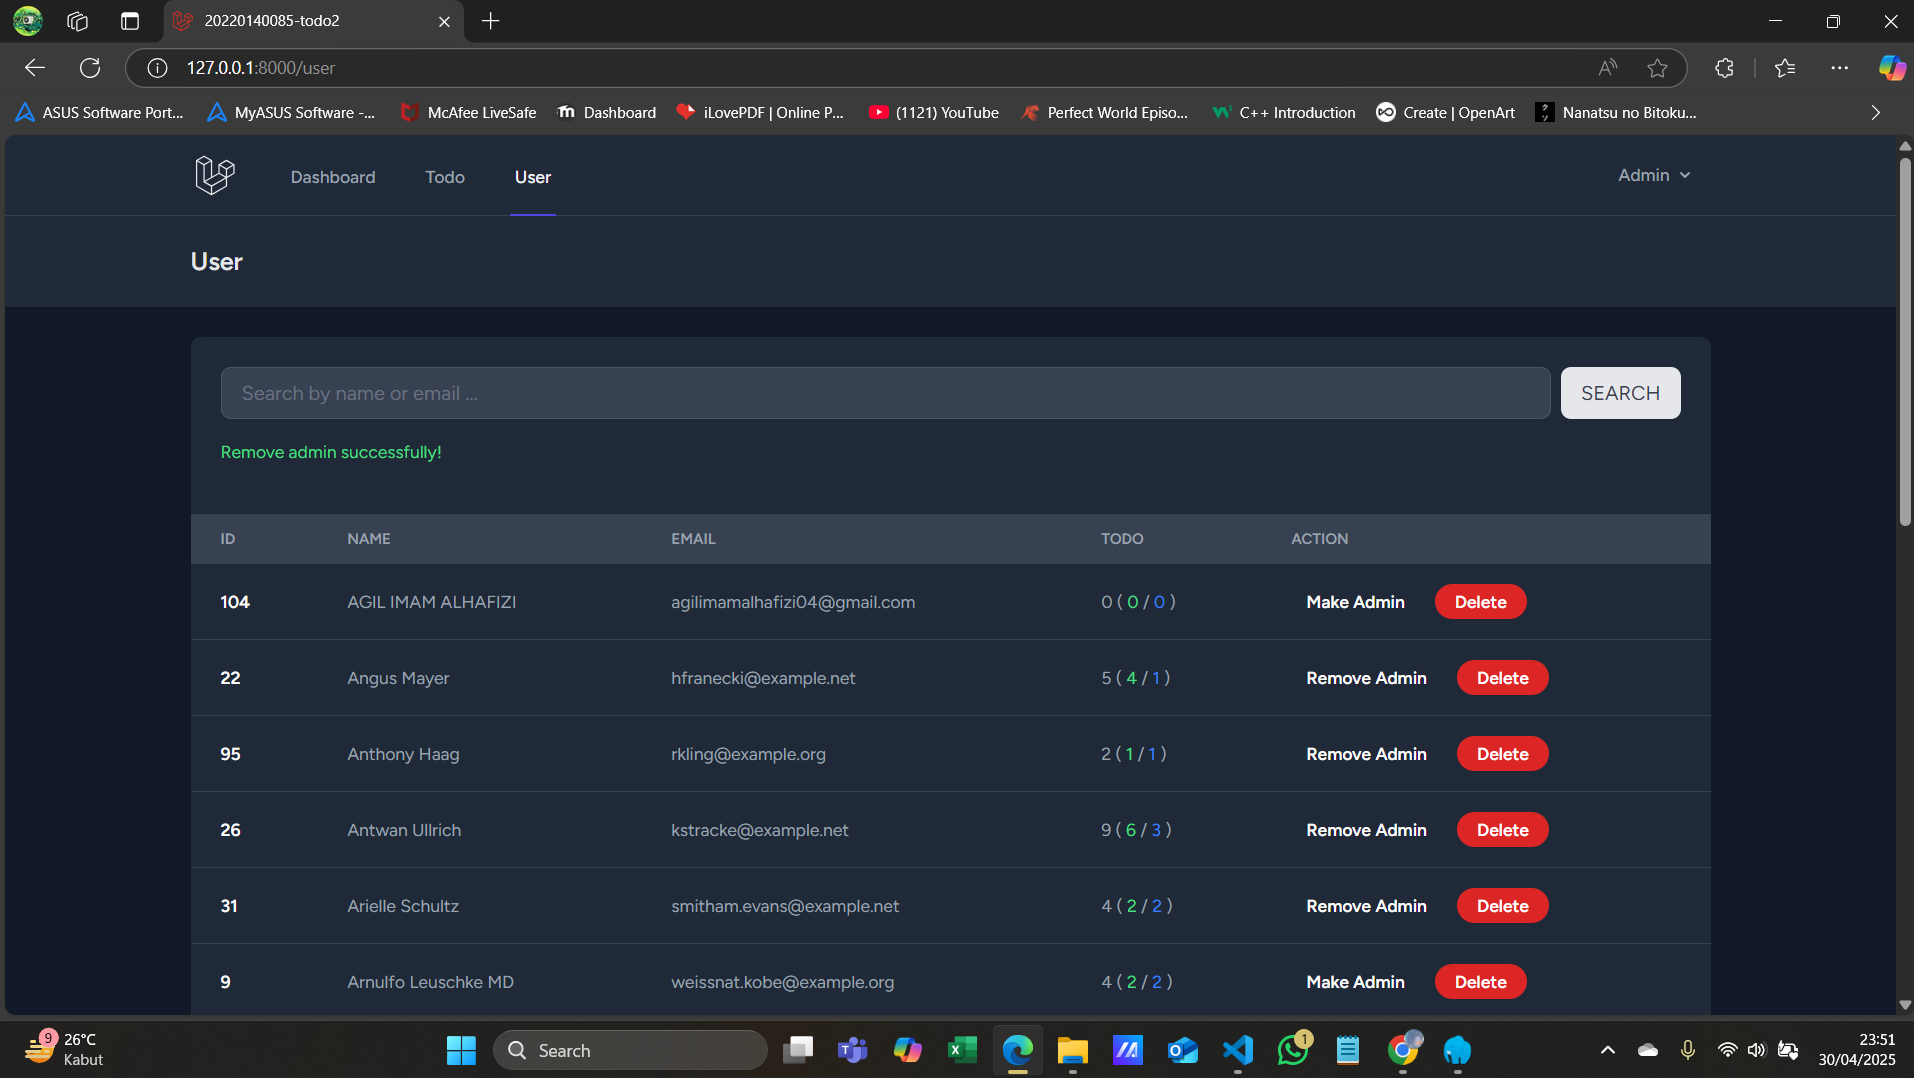 20220140085-todo2
127.0.0.1:8000/user
ASUS Software Port...
MyASUS Software -...
McAfee LiveSafe
Dashboard
iLovePDF | Online P...
(1121) YouTube
Perfect World Episo...
C++ Introduction
Create | OpenArt
Nanatsu no Bitoku...
Dashboard
Todo
User
Admin
User
Search by name or email ...
SEARCH
Remove admin successfully!
ID NAME EMAIL TODO ACTION
104 AGIL IMAM ALHAFIZI agilimamalhafizi04@gmail.com 0 ( 0 / 0 ) Make Admin Delete
22 Angus Mayer hfranecki@example.net 5 ( 4 / 1 ) Remove Admin Delete
95 Anthony Haag rkling@example.org 2 ( 1 / 1 ) Remove Admin Delete
26 Antwan Ullrich kstracke@example.net 9 ( 6 / 3 ) Remove Admin Delete
31 Arielle Schultz smitham.evans@example.net 4 ( 2 / 2 ) Remove Admin Delete
9 Arnulfo Leuschke MD weissnat.kobe@example.org 4 ( 2 / 2 ) Make Admin Delete
9
26°C
Kabut
Search
1
23:51
30/04/2025